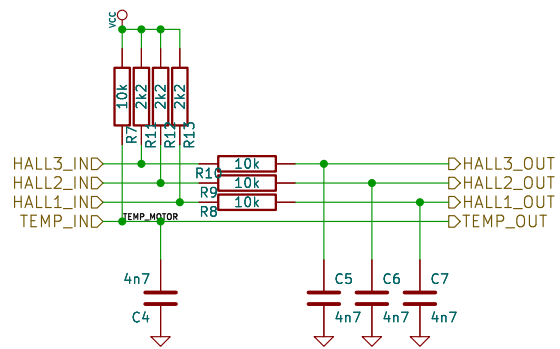 VCC
10k 2k2 2k2 2k2
R7 R11 R12 R13
HALL3_IN 10k HALL3_OUT
R10
HALL2_IN 10k HALL2_OUT
R9
HALL1_IN 10k HALL1_OUT
R8
TEMP_IN TEMP_MOTOR TEMP_OUT
4n7 C5 C6 C7
C4 4n7 4n7 4n7